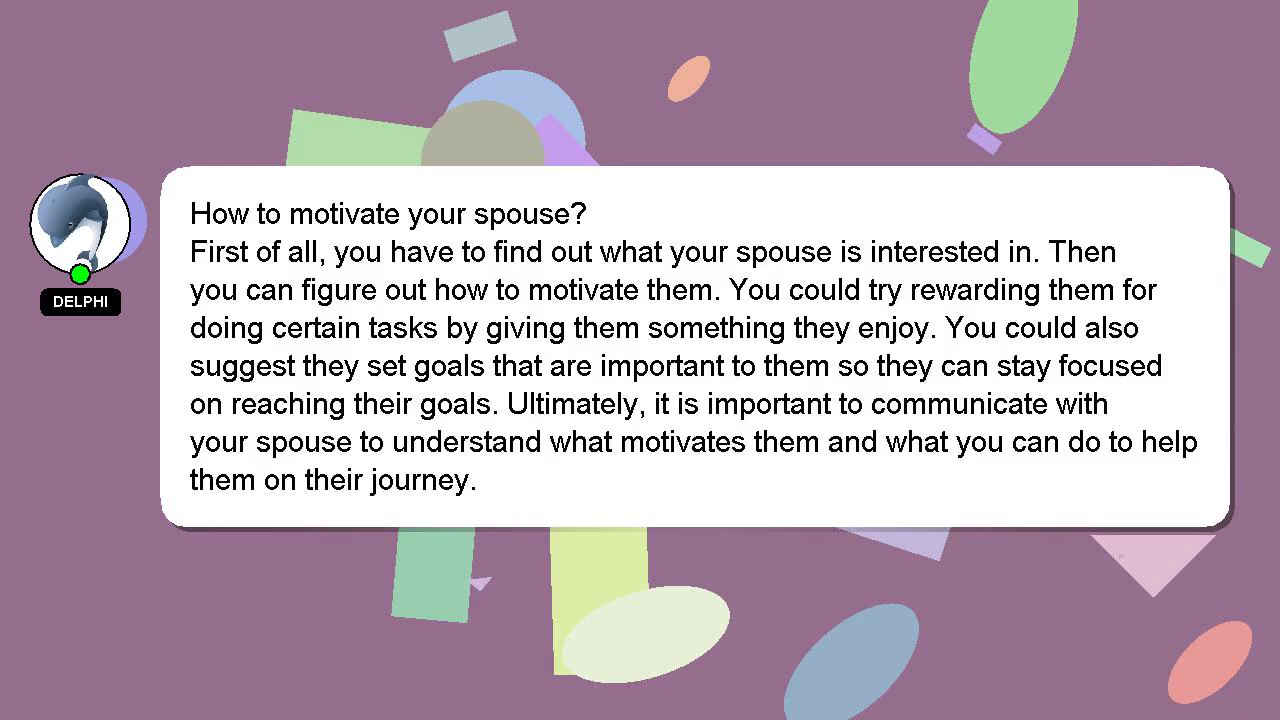 How to motivate your spouse?
First of all, you have to find out what your spouse is interested in. Then
you can figure out how to motivate them. You could try rewarding them for
doing certain tasks by giving them something they enjoy. You could also
suggest they set goals that are important to them so they can stay focused
on reaching their goals. Ultimately, it is important to communicate with
your spouse to understand what motivates them and what you can do to help
them on their journey.
DELPHI